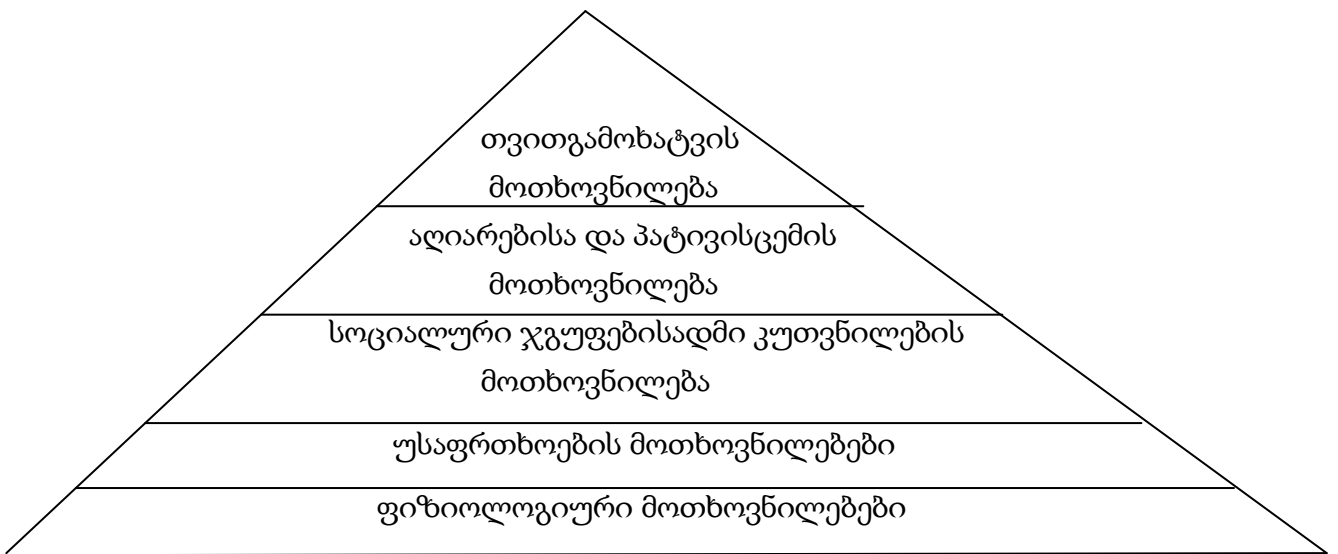 თვითგამოხატვის
მოთხოვნილება
აღიარებისა და პატივისცემის
მოთხოვნილება
სოციალური ჯგუფებისადმი კუთვნილების
მოთხოვნილება
უსაფრთხოების მოთხოვნილებები
ფიზიოლოგიური მოთხოვნილებები